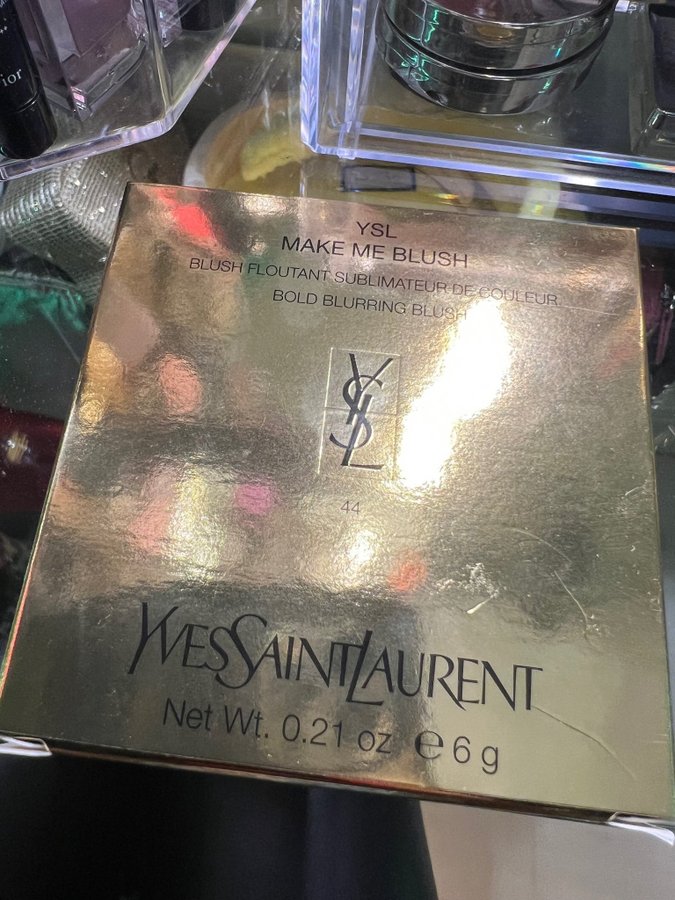 ior
YSL
MAKE ME BLUSH
BLUSH FLOUTANT SUBLIMATEUR DE COULEUR
BOLD BLURRING BLUSH
YSL
44
YVESSAINTLAURENT
Net Wt. 0.21 oz ℮ 6 g